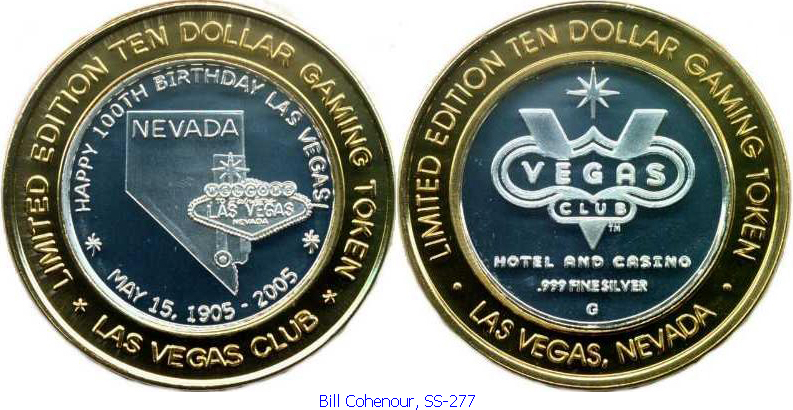 LIMITED EDITION TEN DOLLAR GAMING TOKEN
* LAS VEGAS CLUB *
HAPPY 100TH BIRTHDAY LAS VEGAS!
NEVADA
WELCOME
LAS VEGAS
NEVADA
* MAY 15, 1905 - 2005 *
LIMITED EDITION TEN DOLLAR GAMING TOKEN
• LAS VEGAS, NEVADA •
V
VEGAS
CLUB
TM
HOTEL AND CASINO
.999 FINE SILVER
G
Bill Cohenour, SS-277